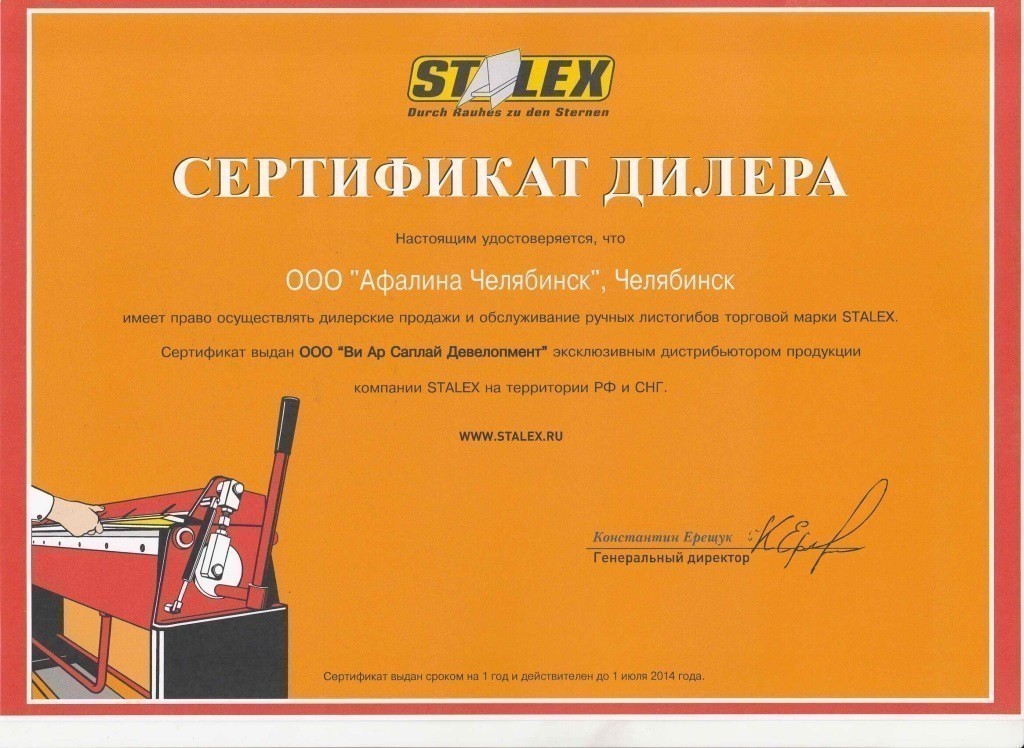 STALEX
Durch Rauhes zu den Sternen
СЕРТИФИКАТ ДИЛЕРА
Настоящим удостоверяется, что
ООО "Афалина Челябинск", Челябинск
имеет право осуществлять дилерские продажи и обслуживание ручных листогибов торговой марки STALEX.
Сертификат выдан ООО “Ви Ар Саплай Девелопмент” эксклюзивным дистрибьютором продукции
компании STALEX на территории РФ и СНГ.
WWW.STALEX.RU
Константин Ерещук
Генеральный директор
Сертификат выдан сроком на 1 год и действителен до 1 июля 2014 года.